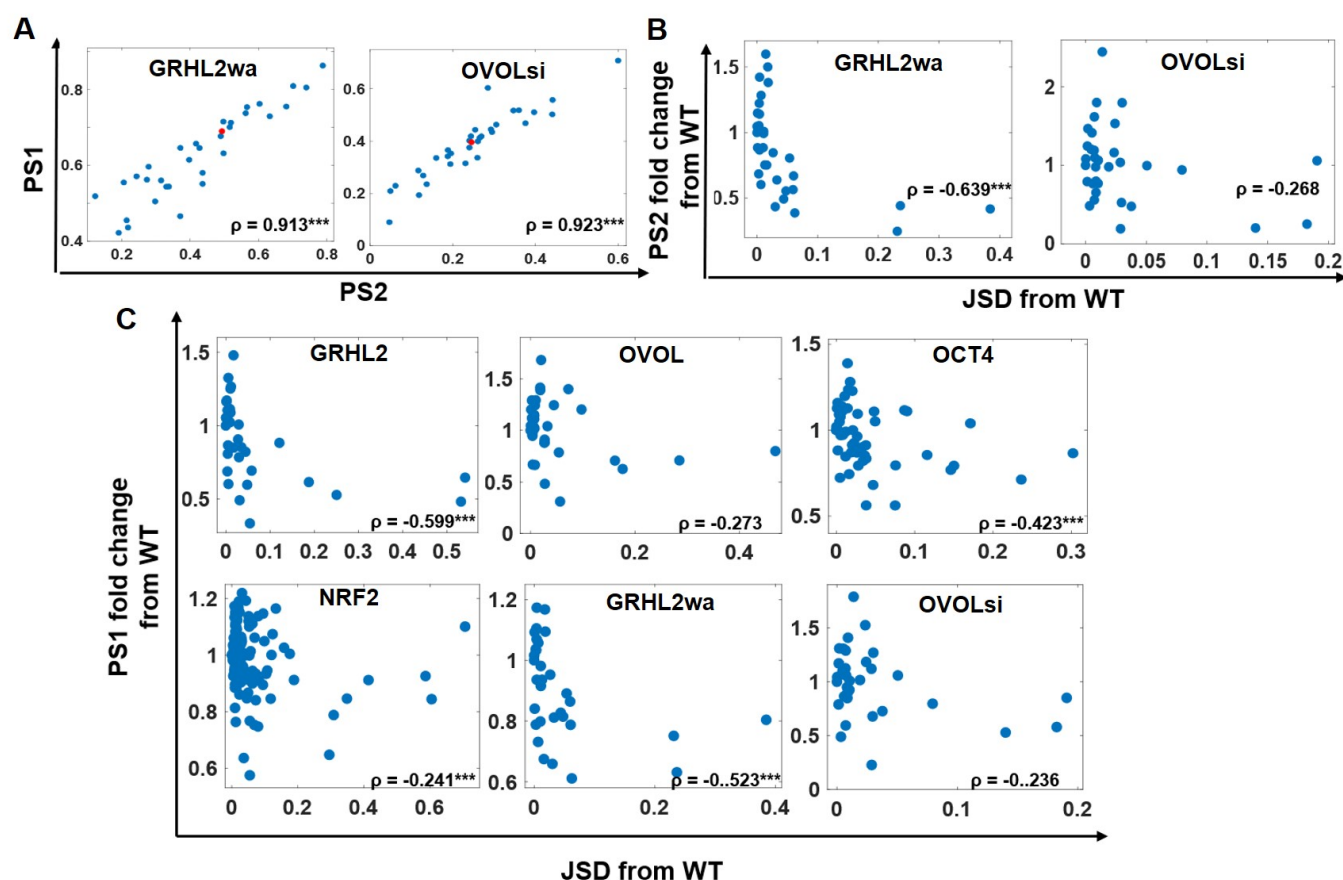 A
B
GRHL2wa
OVOLsi
GRHL2wa
OVOLsi
PS1
0.8
0.6
0.4
0.6
0.4
0.2
0
ρ = 0.913***
ρ = 0.923***
0.2 0.4 0.6 0.8
0 0.2 0.4 0.6
PS2
PS2 fold change
from WT
1.5
1
0.5
2
1
0
ρ = -0.639***
ρ = -0.268
0 0.1 0.2 0.3 0.4
0 0.05 0.1 0.15 0.2
JSD from WT
C
PS1 fold change
from WT
GRHL2
OVOL
OCT4
1.5
1
0.5
1.5
1
0.5
0
1.5
1
0.5
ρ = -0.599***
ρ = -0.273
ρ = -0.423***
0 0.1 0.2 0.3 0.4 0.5
0 0.2 0.4
0 0.1 0.2 0.3
NRF2
GRHL2wa
OVOLsi
1.2
1
0.8
0.6
1.2
1
0.8
0.6
1.5
1
0.5
0
ρ = -0.241***
ρ = -0..523***
ρ = -0..236
0 0.2 0.4 0.6
0 0.2 0.4
0 0.1 0.2
JSD from WT